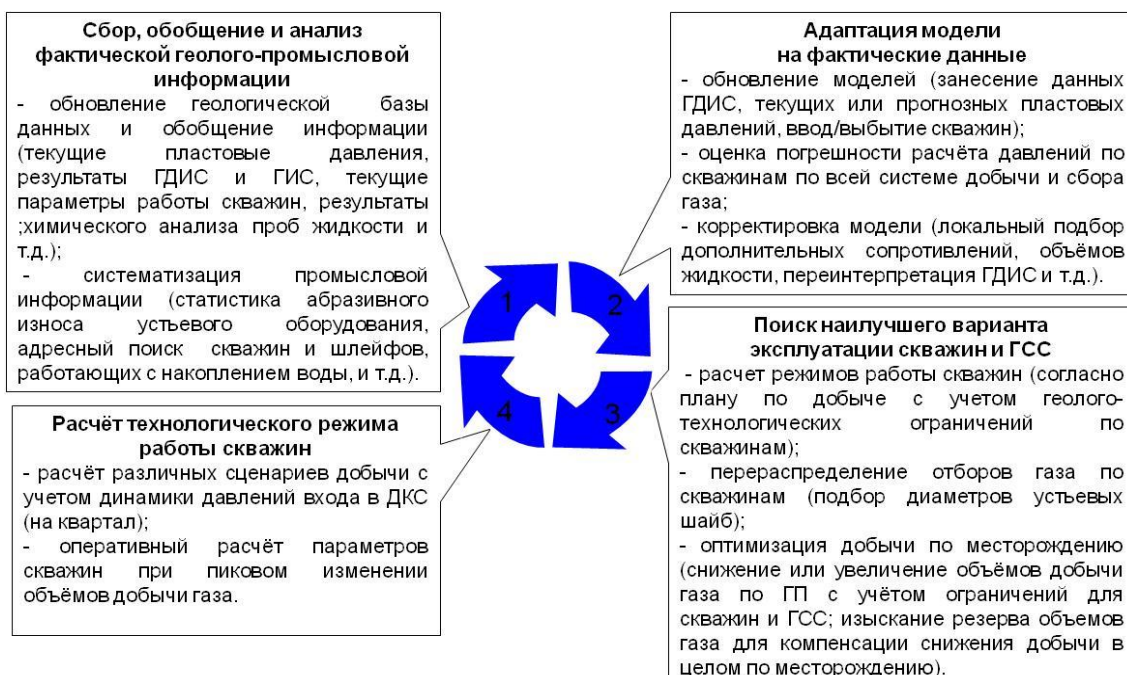 Сбор, обобщение и анализ
фактической геолого-промысловой
информации
- обновление геологической базы
данных и обобщение информации
(текущие пластовые давления,
результаты ГДИС и ГИС, текущие
параметры работы скважин, результаты
;химического анализа проб жидкости и
т.д.);
- систематизация промысловой
информации (статистика абразивного
износа устьевого оборудования,
адресный поиск скважин и шлейфов,
работающих с накоплением воды, и т.д.).
1
Адаптация модели
на фактические данные
- обновление моделей (занесение данных
ГДИС, текущих или прогнозных пластовых
давлений, ввод/выбытие скважин);
- оценка погрешности расчёта давлений по
скважинам по всей системе добычи и сбора
газа;
- корректировка модели (локальный подбор
дополнительных сопротивлений, объёмов
жидкости, переинтерпретация ГДИС и т.д.).
2
Поиск наилучшего варианта
эксплуатации скважин и ГСС
- расчет режимов работы скважин (согласно
плану по добыче с учетом геолого-
технологических ограничений по
скважинам);
- перераспределение отборов газа по
скважинам (подбор диаметров устьевых
шайб);
- оптимизация добычи по месторождению
(снижение или увеличение объёмов добычи
газа по ГП с учётом ограничений для
скважин и ГСС; изыскание резерва объемов
газа для компенсации снижения добычи в
целом по месторождению).
3
Расчёт технологического режима
работы скважин
- расчёт различных сценариев добычи с
учетом динамики давлений входа в ДКС
(на квартал);
- оперативный расчёт параметров
скважин при пиковом изменении
объёмов добычи газа.
4